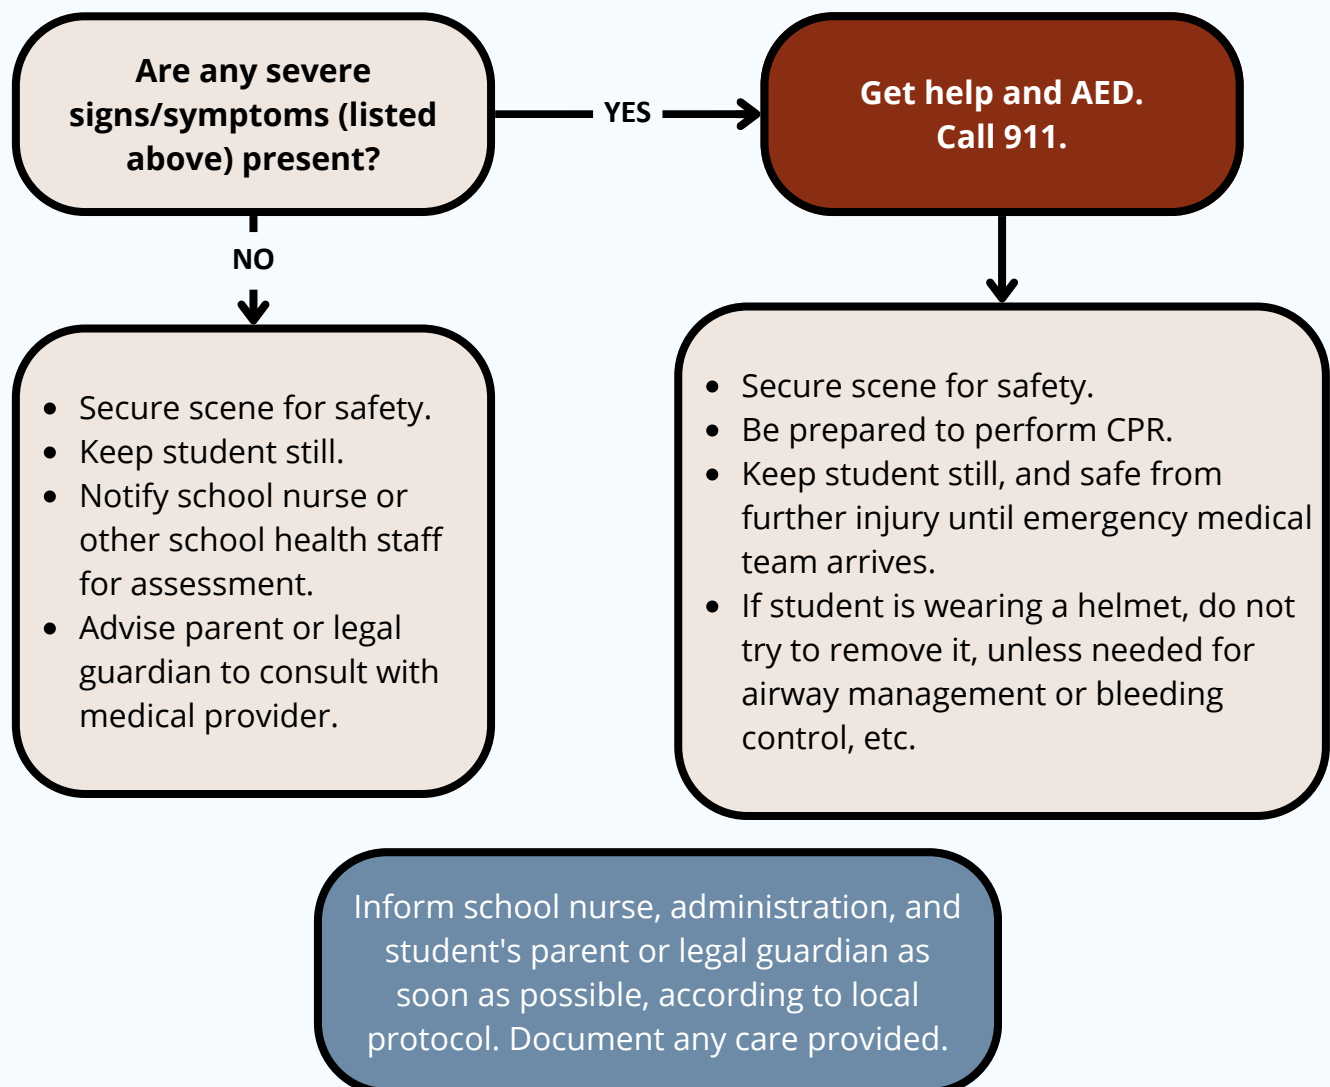 Are any severe
signs/symptoms (listed
above) present?
YES
Get help and AED.
Call 911.
NO
• Secure scene for safety.
• Keep student still.
• Notify school nurse or
other school health staff
for assessment.
• Advise parent or legal
guardian to consult with
medical provider.
• Secure scene for safety.
• Be prepared to perform CPR.
• Keep student still, and safe from
further injury until emergency medical
team arrives.
• If student is wearing a helmet, do not
try to remove it, unless needed for
airway management or bleeding
control, etc.
Inform school nurse, administration, and
student's parent or legal guardian as
soon as possible, according to local
protocol. Document any care provided.